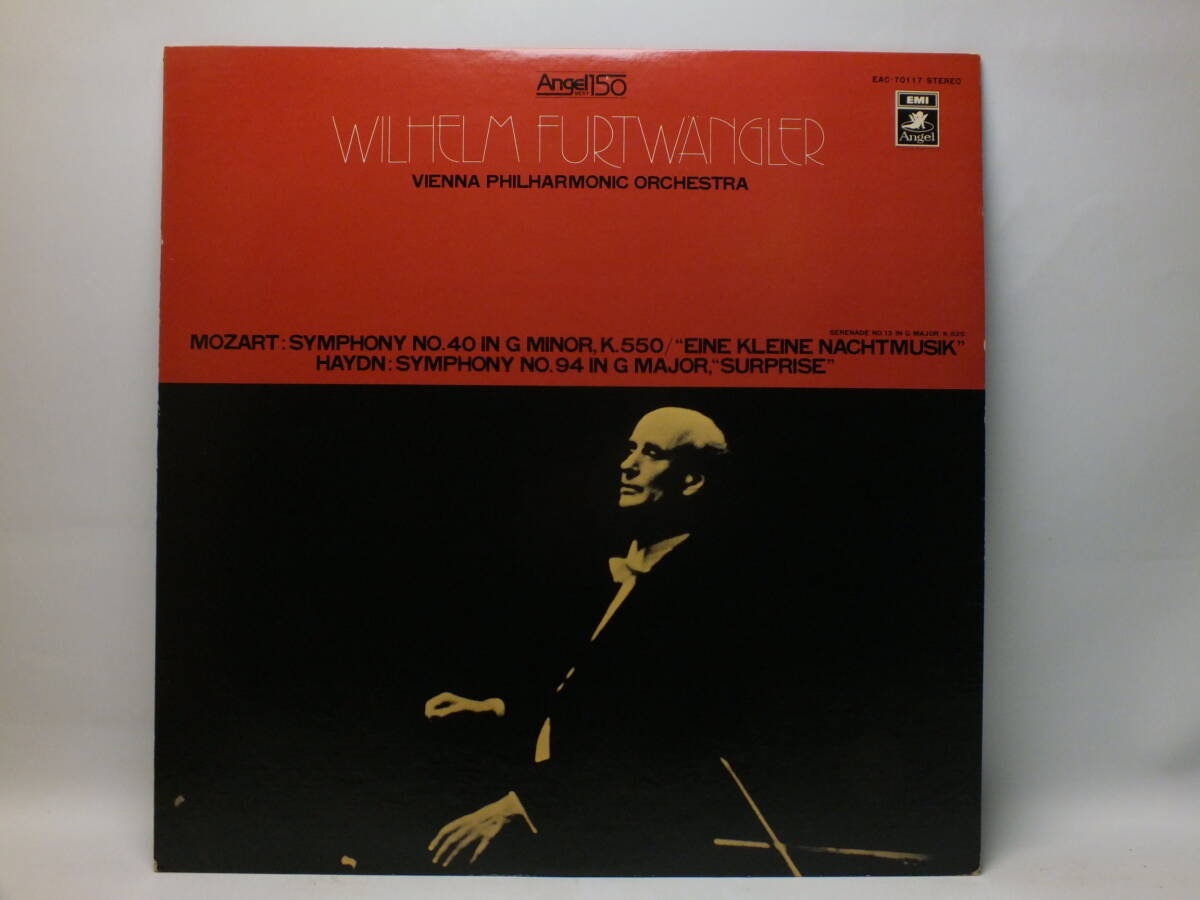 Angel BEST 150
EAC-70117 STEREO
EMI
Angel
WILHELM FURTWÄNGLER
VIENNA PHILHARMONIC ORCHESTRA
SERENADE NO.13 IN G MAJOR, K.525
MOZART: SYMPHONY NO.40 IN G MINOR, K.550/“EINE KLEINE NACHTMUSIK”
HAYDN: SYMPHONY NO.94 IN G MAJOR, “SURPRISE”